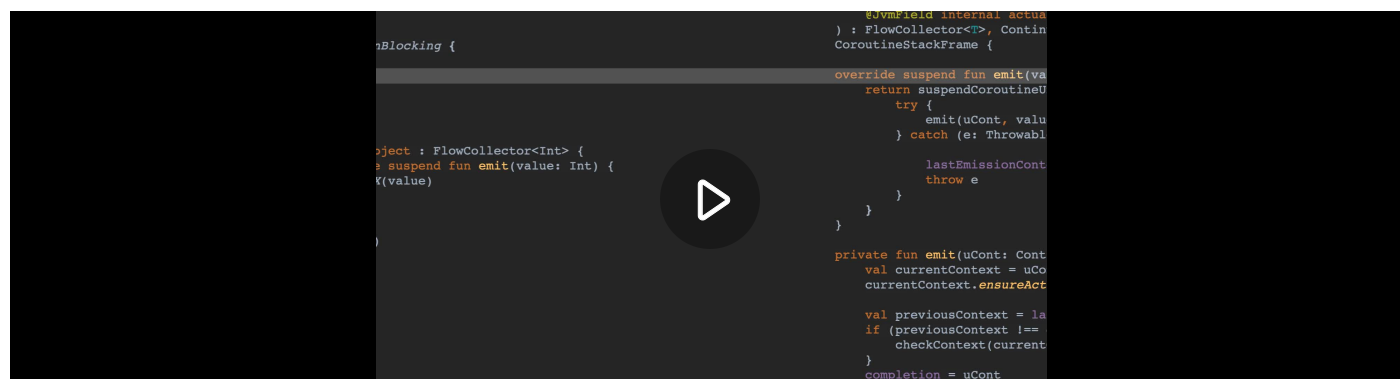 @JvmField internal actua
) : FlowCollector<T>, Contin
nBlocking {
CoroutineStackFrame {
override suspend fun emit(va
return suspendCoroutineU
try {
emit(uCont, valu
} catch (e: Throwabl
oject : FlowCollector<Int> {
e suspend fun emit(value: Int) {
lastEmissionCont
X(value)
throw e
}
}
}
)
private fun emit(uCont: Cont
val currentContext = uCo
currentContext.ensureAct
val previousContext = la
if (previousContext !==
checkContext(current
}
completion = uCont